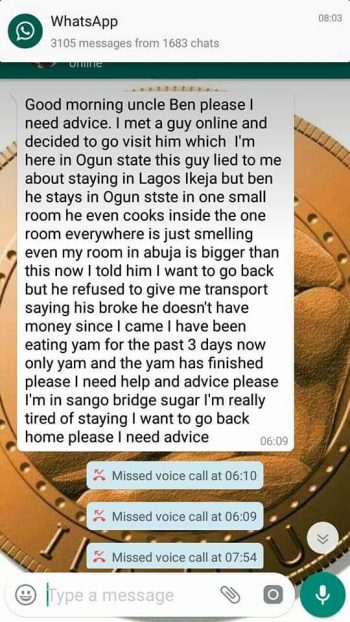 WhatsApp
08:03
3105 messages from 1683 chats
online
Good morning uncle Ben please I
need advice. I met a guy online and
decided to go visit him which  I'm
here in Ogun state this guy lied to me
about staying in Lagos Ikeja but ben
he stays in Ogun stste in one small
room he even cooks inside the one
room everywhere is just smelling
even my room in abuja is bigger than
this now I told him I want to go back
but he refused to give me transport
saying his broke he doesn't have
money since I came I have been
eating yam for the past 3 days now
only yam and the yam has finished
please I need help and advice please
I'm in sango bridge sugar I'm really
tired of staying I want to go back
home please I need advice
06:09
Missed voice call at 06:10
Missed voice call at 06:09
Missed voice call at 07:54
Type a message